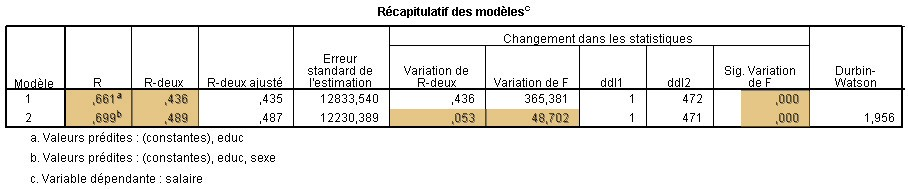 Récapitulatif des modèlesc
Changement dans les statistiques
Modèle R R-deux R-deux ajusté Erreur standard de l'estimation Variation de R-deux Variation de F ddl1 ddl2 Sig. Variation de F Durbin-Watson
1 ,661a ,436 ,435 12833,540 ,436 365,381 1 472 ,000
2 ,699b ,489 ,487 12230,389 ,053 48,702 1 471 ,000 1,956
a. Valeurs prédites : (constantes), educ
b. Valeurs prédites : (constantes), educ, sexe
c. Variable dépendante : salaire